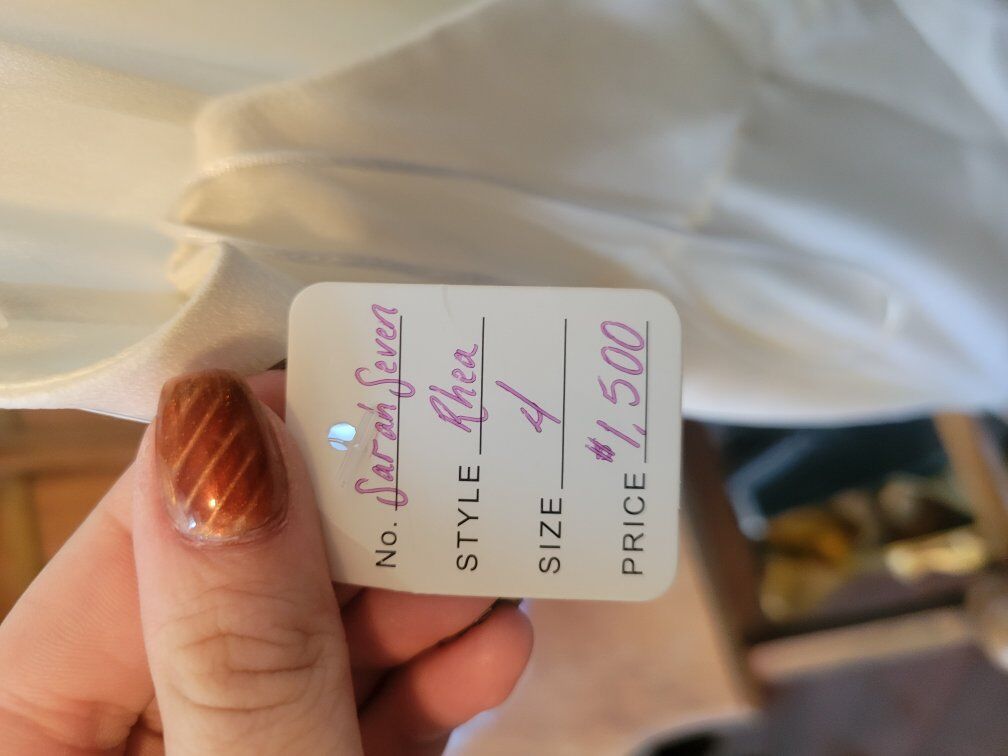 No. Sarah Seven
STYLE Rhea
SIZE 4
PRICE $1,500